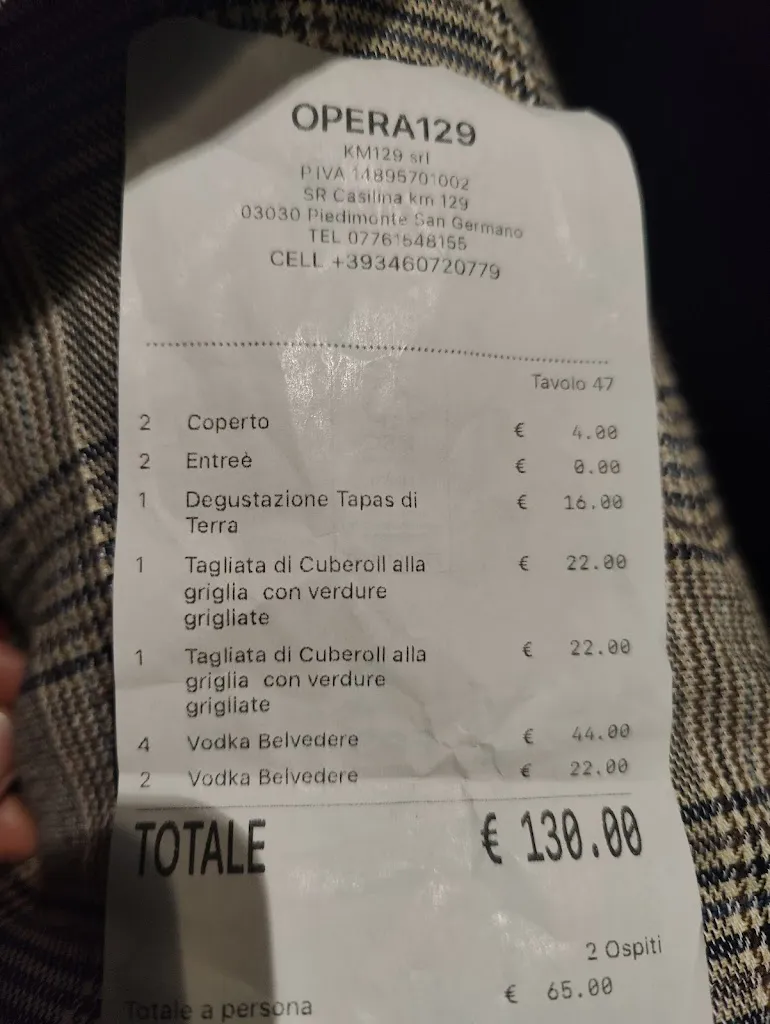 OPERA129
KM129 srl
P IVA 14895701002
SR Casilina km 129
03030 Piedimonte San Germano
TEL 07761548155
CELL +393460720779
Tavolo 47
2 Coperto € 4.00
2 Entreè € 0.00
1 Degustazione Tapas di € 16.00
Terra
1 Tagliata di Cuberoll alla € 22.00
griglia con verdure
grigliate
1 Tagliata di Cuberoll alla € 22.00
griglia con verdure
grigliate
4 Vodka Belvedere € 44.00
2 Vodka Belvedere € 22.00
TOTALE € 130.00
2 Ospiti
Totale a persona € 65.00